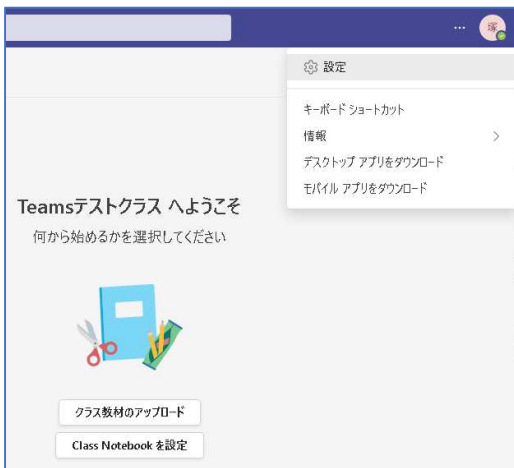 …
塚
設定
キーボード ショートカット
情報
デスクトップ アプリをダウンロード
モバイル アプリをダウンロード
Teamsテストクラス へようこそ
何から始めるかを選択してください
クラス教材のアップロード
Class Notebook を設定